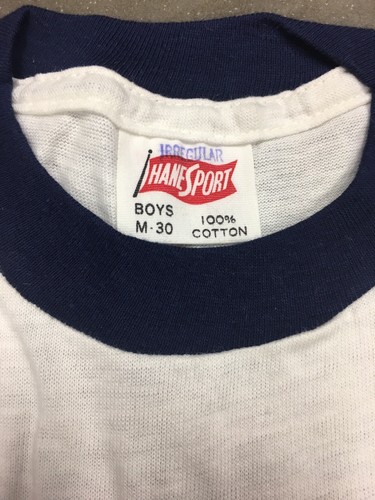 IRREGULAR
HANESPORT
BOYS
M-30
100%
COTTON